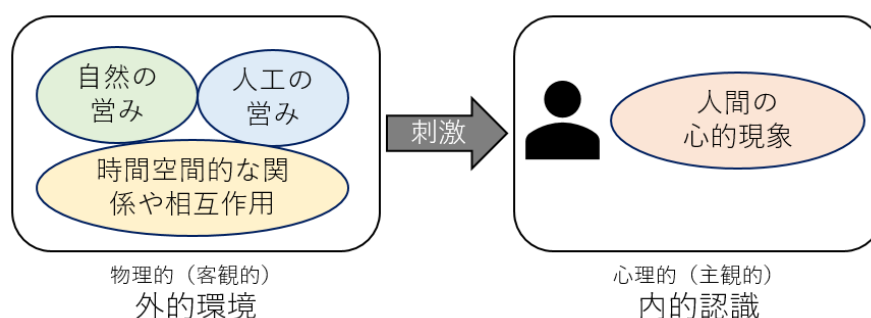 自然の
営み
人工の
営み
時間空間的な関
係や相互作用
刺激
人間の
心的現象
物理的（客観的）
外的環境
心理的（主観的）
内的認識